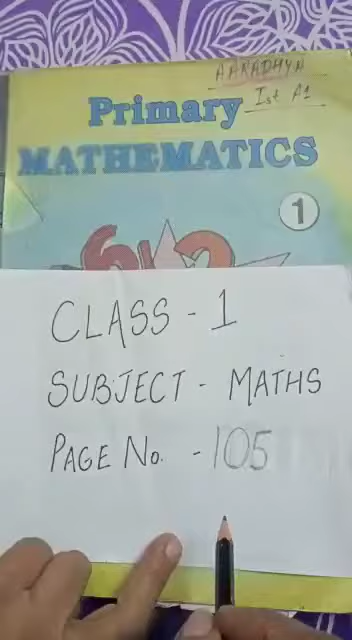 AARADHYA
Ist A1
Primary
MATHEMATICS
1
CLASS - 1
SUBJECT - MATHS
PAGE No. - 105